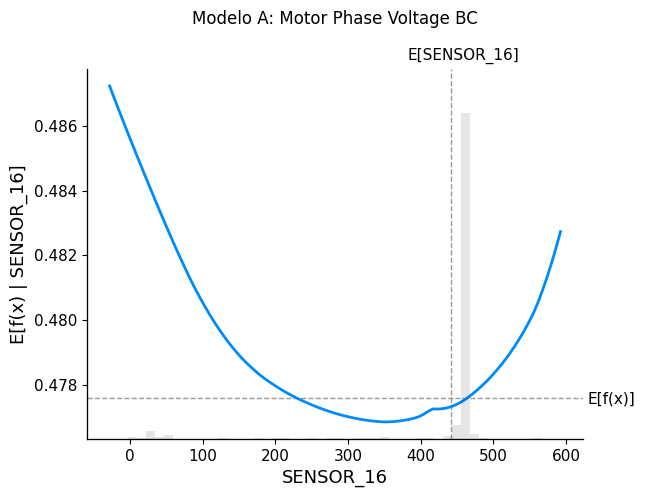 Modelo A: Motor Phase Voltage BC
E[SENSOR_16]
0.486
0.484
0.482
0.480
0.478
E[f(x) | SENSOR_16]
E[f(x)]
0 100 200 300 400 500 600
SENSOR_16